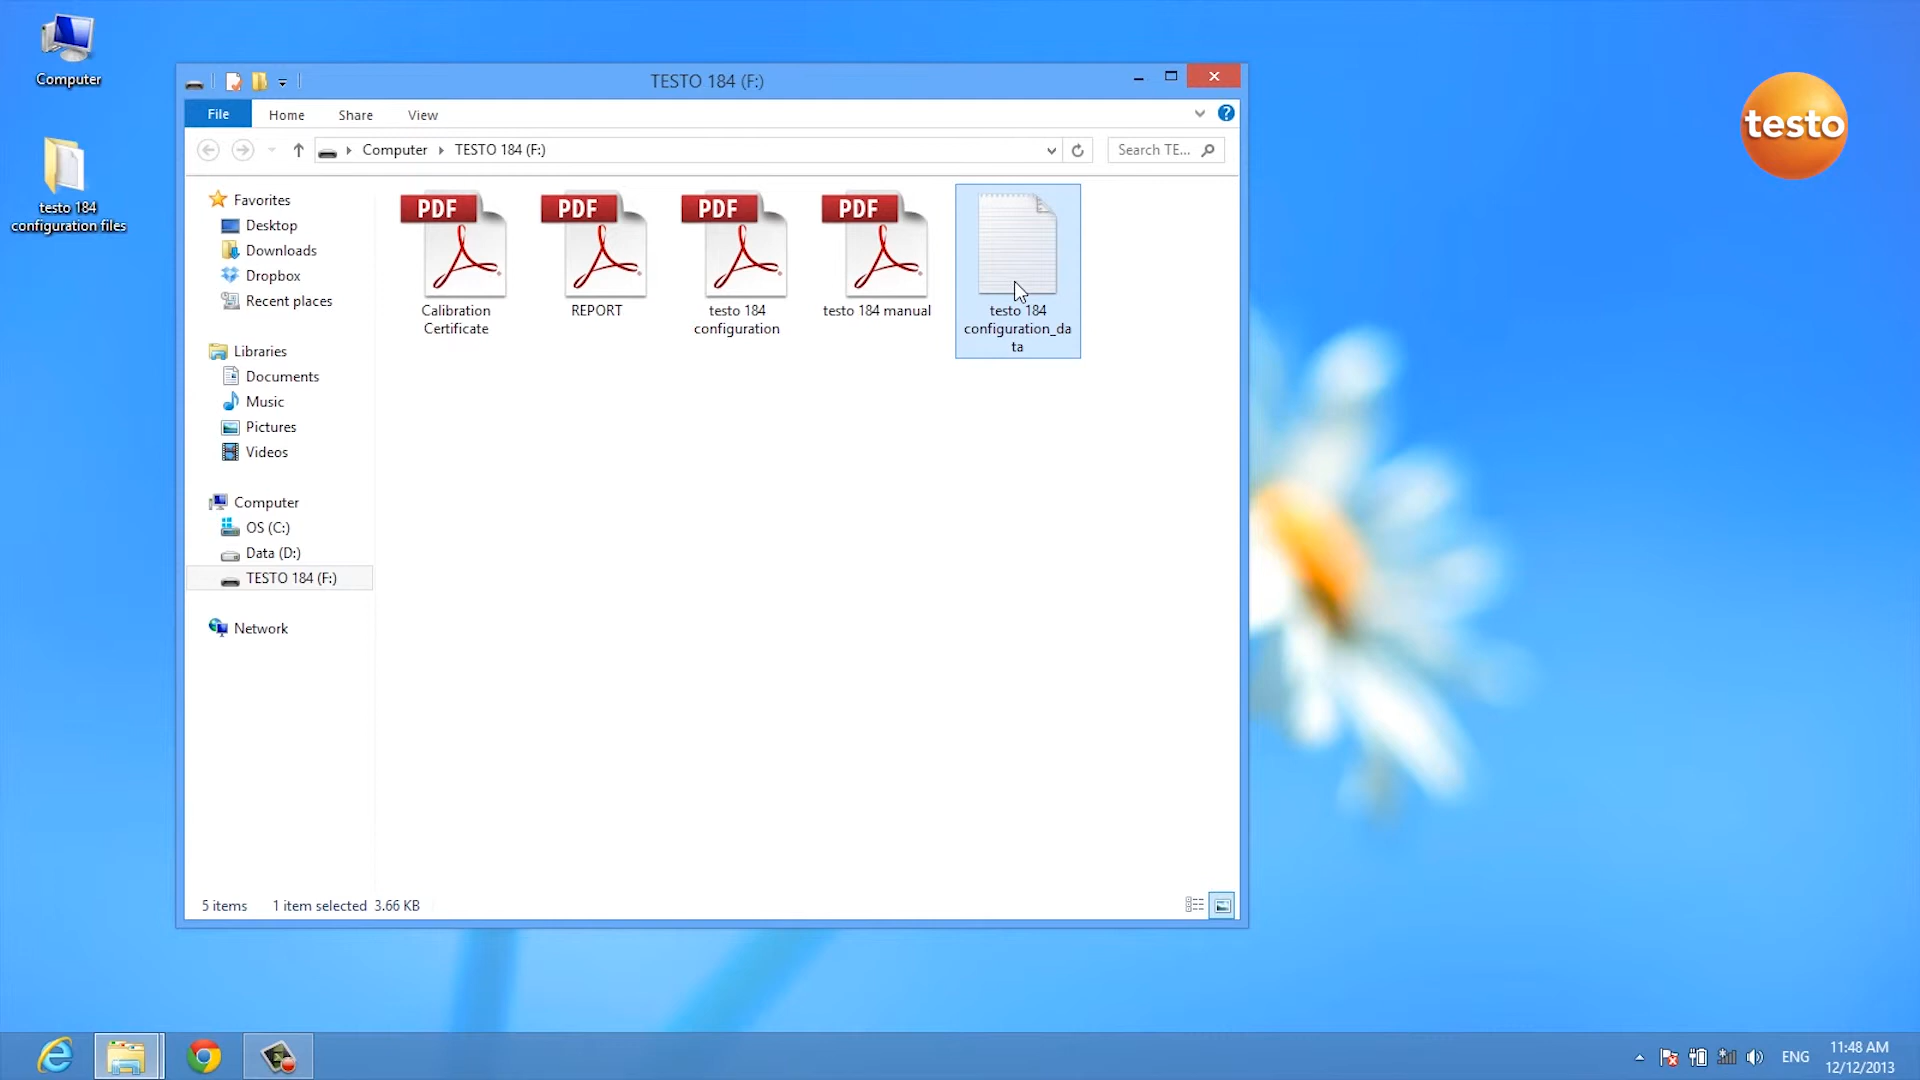 Computer
testo 184
configuration files
testo
TESTO 184 (F:)
File
Home
Share
View
Computer
TESTO 184 (F:)
Search TE...
Favorites
Desktop
Downloads
Dropbox
Recent places
Libraries
Documents
Music
Pictures
Videos
Computer
OS (C:)
Data (D:)
TESTO 184 (F:)
Network
PDF
Calibration
Certificate
PDF
REPORT
PDF
testo 184
configuration
PDF
testo 184 manual
testo 184
configuration_da
ta
5 items
1 item selected 3.66 KB
ENG
11:48 AM
12/12/2013